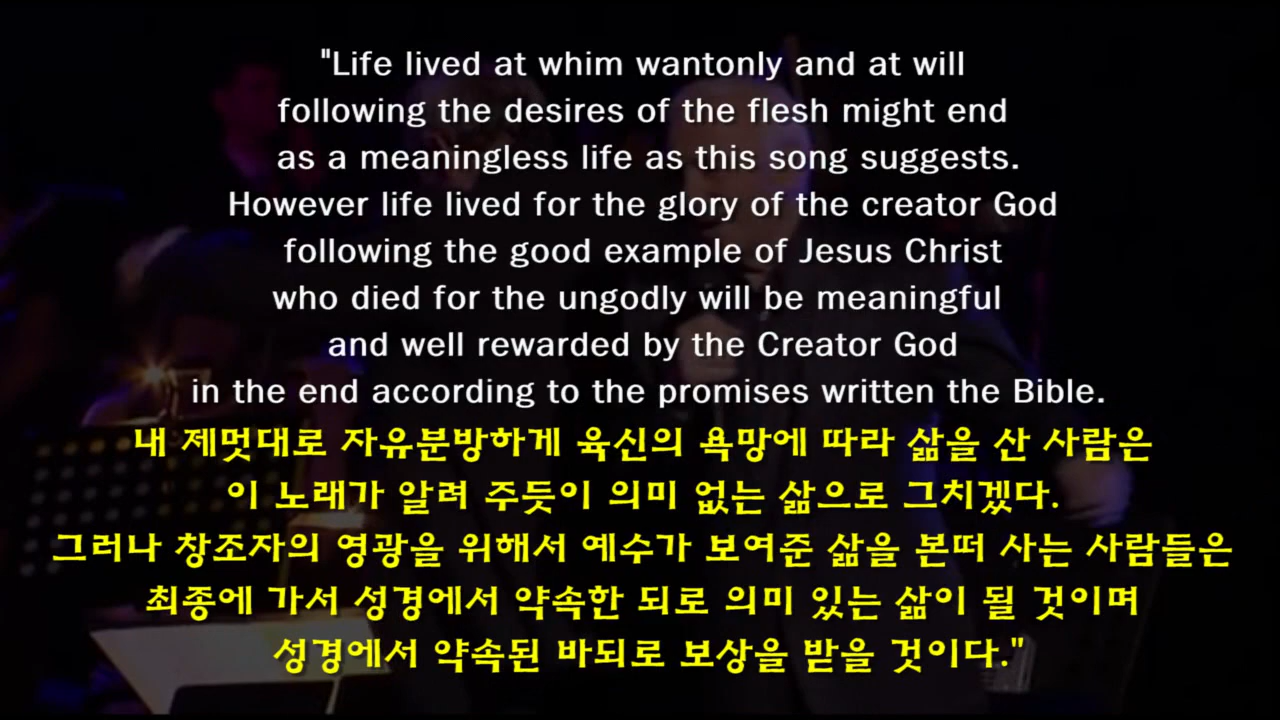 "Life lived at whim wantonly and at will
following the desires of the flesh might end
as a meaningless life as this song suggests.
However life lived for the glory of the creator God
following the good example of Jesus Christ
who died for the ungodly will be meaningful
and well rewarded by the Creator God
in the end according to the promises written the Bible.
내 제멋대로 자유분방하게 육신의 욕망에 따라 삶을 산 사람은
이 노래가 알려 주듯이 의미 없는 삶으로 그치겠다.
그러나 창조자의 영광을 위해서 예수가 보여준 삶을 본떠 사는 사람들은
최종에 가서 성경에서 약속한 되로 의미 있는 삶이 될 것이며
성경에서 약속된 바되로 보상을 받을 것이다."